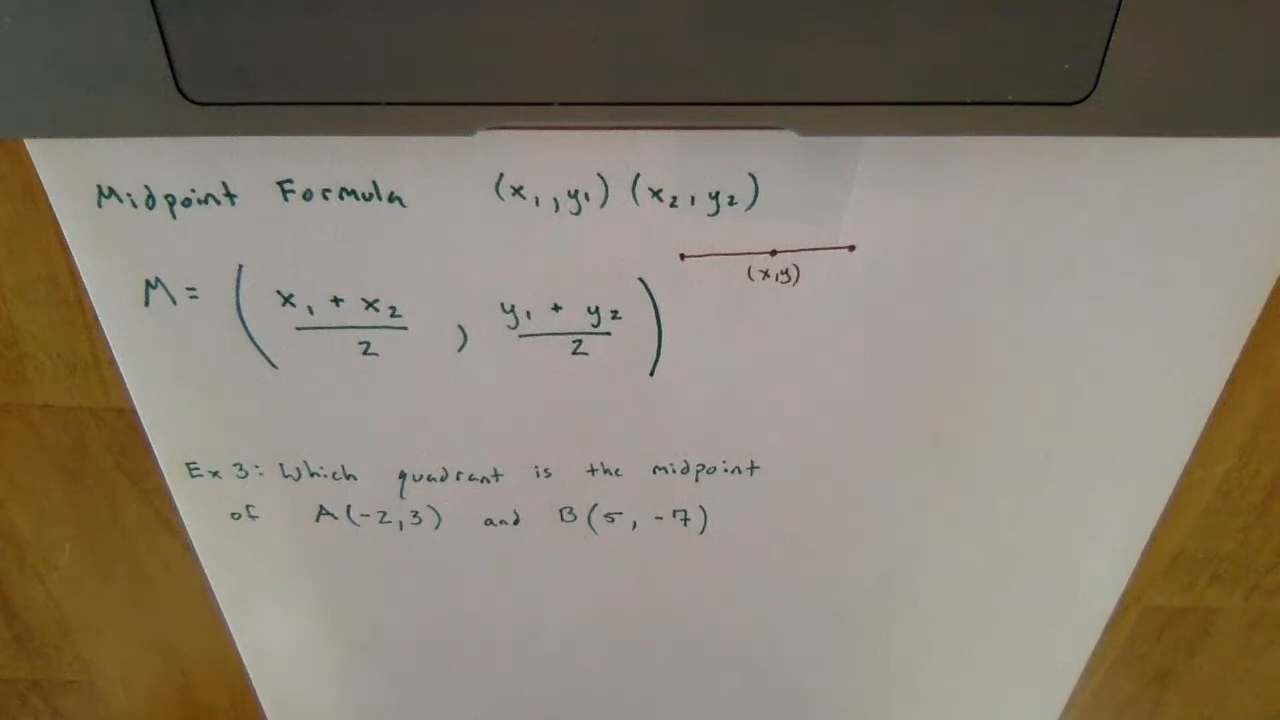 Midpoint Formula (x₁, y₁) (x₂, y₂)
(x,y)
M = ( x₁ + x₂ / 2 , y₁ + y₂ / 2 )
Ex 3: Which quadrant is the midpoint
of A(-2,3) and B(5, -7)